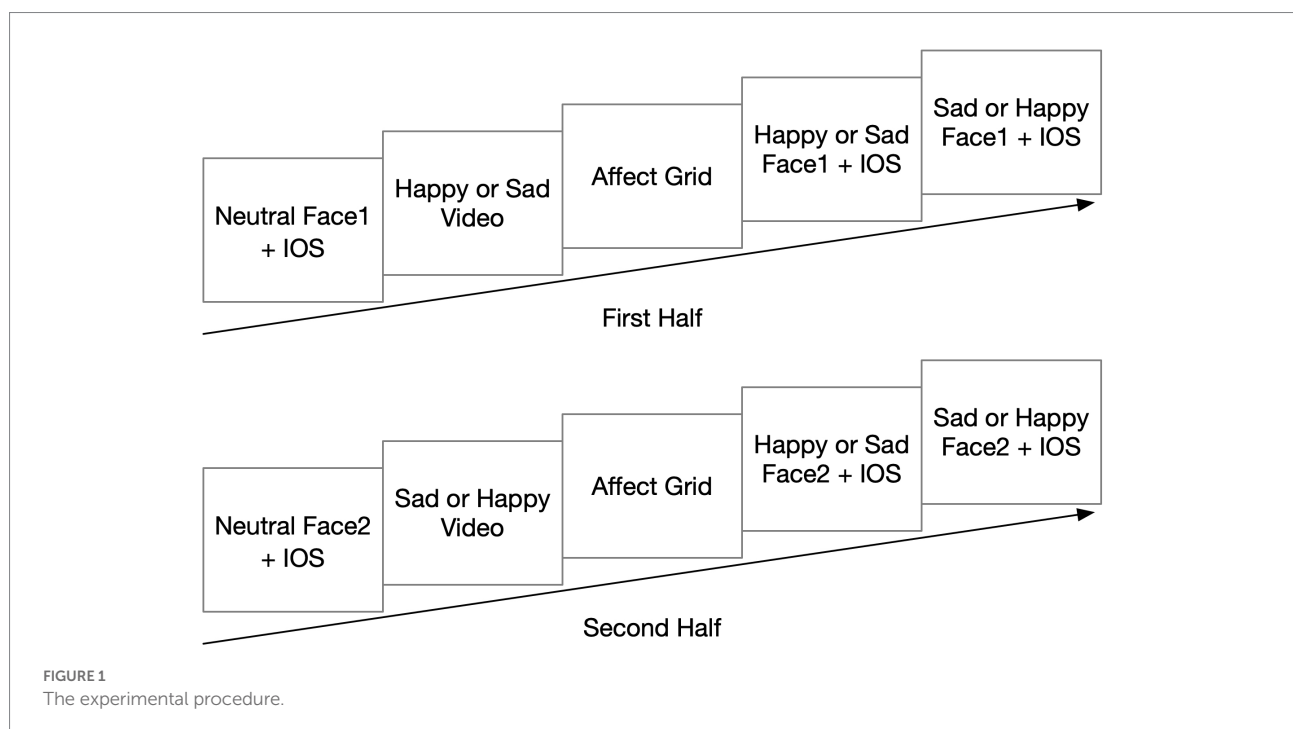 Neutral Face1
+ IOS
Happy or Sad
Video
Affect Grid
Happy or Sad
Face1 + IOS
Sad or Happy
Face1 + IOS
First Half
Neutral Face2
+ IOS
Sad or Happy
Video
Affect Grid
Happy or Sad
Face2 + IOS
Sad or Happy
Face2 + IOS
Second Half
FIGURE 1
The experimental procedure.